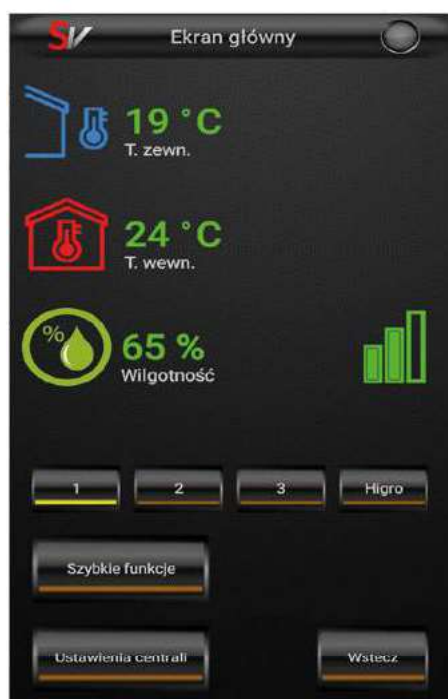 SV
Ekran główny
19 °C
T. zewn.
24 °C
T. wewn.
%
65 %
Wilgotność
1 2 3 Higro
Szybkie funkcje
Ustawienia centrali Wstecz